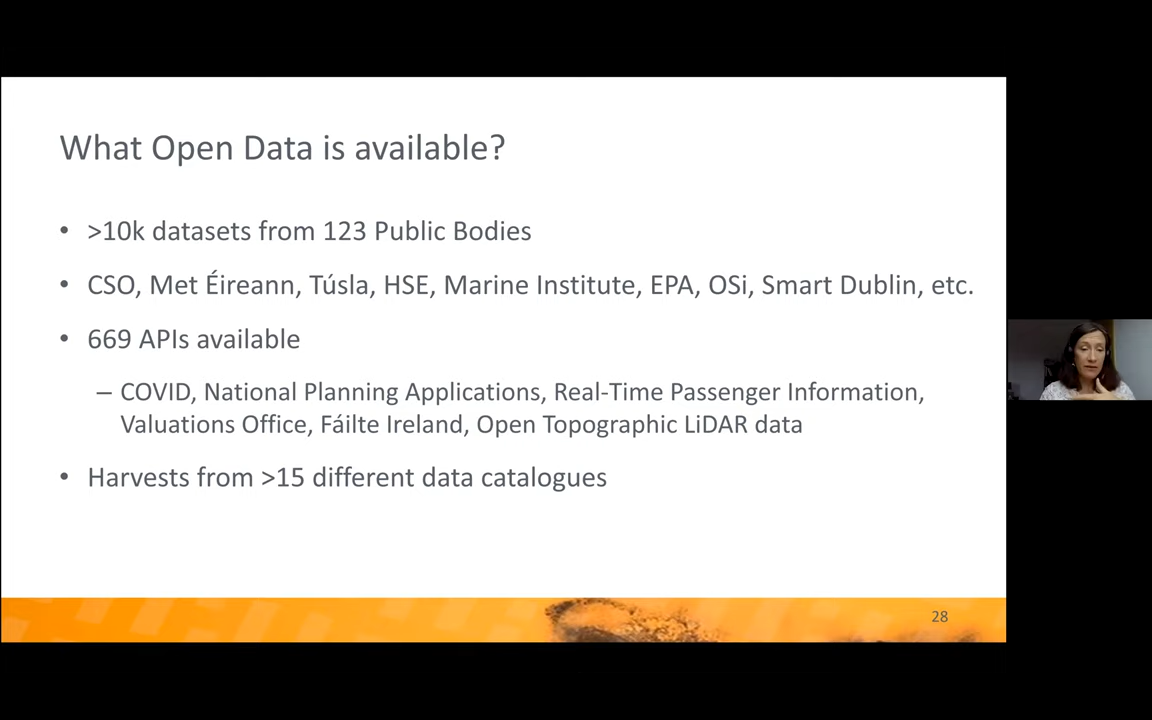 What Open Data is available?
• >10k datasets from 123 Public Bodies
• CSO, Met Éireann, Túsla, HSE, Marine Institute, EPA, OSi, Smart Dublin, etc.
• 669 APIs available
– COVID, National Planning Applications, Real-Time Passenger Information,
Valuations Office, Fáilte Ireland, Open Topographic LiDAR data
• Harvests from >15 different data catalogues
28